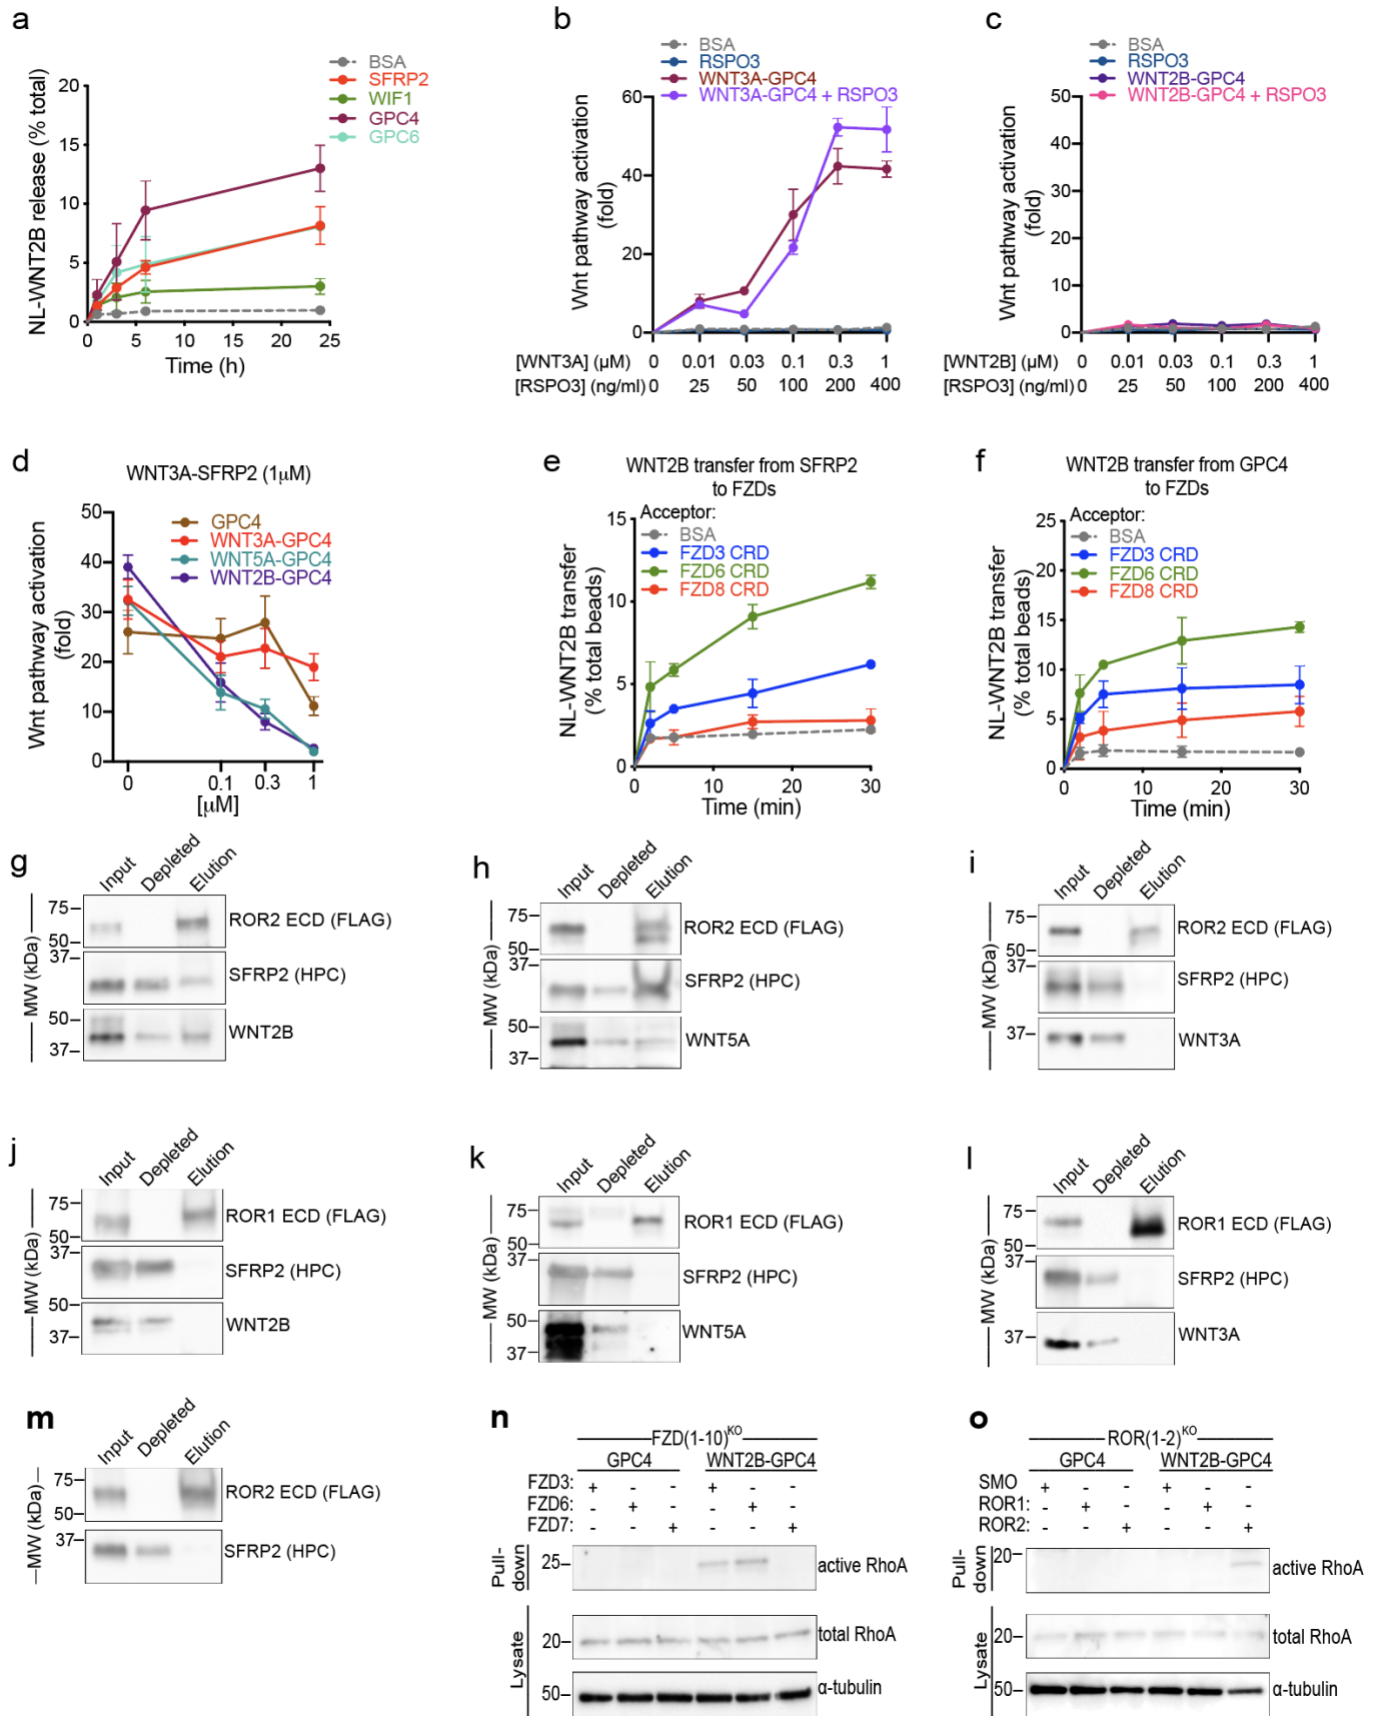 a
BSA
SFRP2
WIF1
GPC4
GPC6
NL-WNT2B release (% total)
20
15
10
5
0
0 5 10 15 20 25
Time (h)
b
BSA
RSPO3
WNT3A-GPC4
WNT3A-GPC4 + RSPO3
Wnt pathway activation
(fold)
60
40
20
0
[WNT3A] (μM) 0 0.01 0.03 0.1 0.3 1
[RSPO3] (ng/ml) 0 25 50 100 200 400
c
BSA
RSPO3
WNT2B-GPC4
WNT2B-GPC4 + RSPO3
Wnt pathway activation
(fold)
50
40
30
20
10
0
[WNT2B] (μM) 0 0.01 0.03 0.1 0.3 1
[RSPO3] (ng/ml) 0 25 50 100 200 400
d
WNT3A-SFRP2 (1μM)
GPC4
WNT3A-GPC4
WNT5A-GPC4
WNT2B-GPC4
Wnt pathway activation
(fold)
50
40
30
20
10
0
0 0.1 0.3 1
[μM]
e
WNT2B transfer from SFRP2
to FZDs
Acceptor:
BSA
FZD3 CRD
FZD6 CRD
FZD8 CRD
NL-WNT2B transfer
(% total beads)
15
10
5
0
0 10 20 30
Time (min)
f
WNT2B transfer from GPC4
to FZDs
Acceptor:
BSA
FZD3 CRD
FZD6 CRD
FZD8 CRD
NL-WNT2B transfer
(% total beads)
25
20
15
10
5
0
0 10 20 30
Time (min)
g
Input Depleted Elution
MW (kDa)
75
50
ROR2 ECD (FLAG)
37
SFRP2 (HPC)
50
37
WNT2B
h
Input Depleted Elution
MW (kDa)
75
50
ROR2 ECD (FLAG)
37
SFRP2 (HPC)
50
37
WNT5A
i
Input Depleted Elution
MW (kDa)
75
50
ROR2 ECD (FLAG)
37
SFRP2 (HPC)
37
WNT3A
j
Input Depleted Elution
MW (kDa)
75
50
ROR1 ECD (FLAG)
37
SFRP2 (HPC)
50
37
WNT2B
k
Input Depleted Elution
MW (kDa)
75
50
ROR1 ECD (FLAG)
37
SFRP2 (HPC)
50
37
WNT5A
l
Input Depleted Elution
MW (kDa)
75
50
ROR1 ECD (FLAG)
37
SFRP2 (HPC)
37
WNT3A
m
Input Depleted Elution
MW (kDa)
75
50
ROR2 ECD (FLAG)
37
SFRP2 (HPC)
n
FZD(1-10)KO
GPC4 WNT2B-GPC4
FZD3: + - - + - -
FZD6: - + - - + -
FZD7: - - + - - +
Pull-
down
25
active RhoA
Lysate
20
total RhoA
50
α-tubulin
o
ROR(1-2)KO
GPC4 WNT2B-GPC4
SMO + - - + - -
ROR1: - + - - + -
ROR2: - - + - - +
Pull-
down
20
active RhoA
Lysate
20
total RhoA
50
α-tubulin